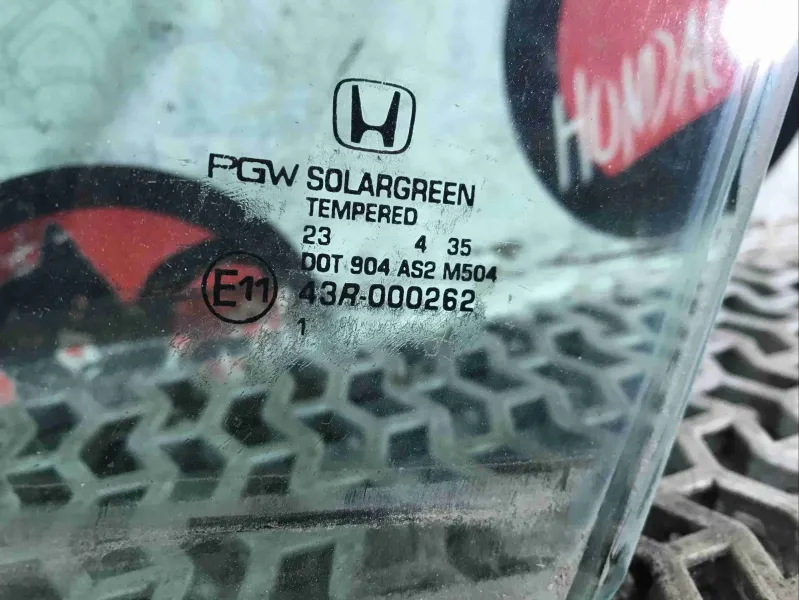 HONDA
PGW SOLARGREEN
TEMPERED
23 4 35
DOT 904 AS2 M504
E11 43R-000262
1